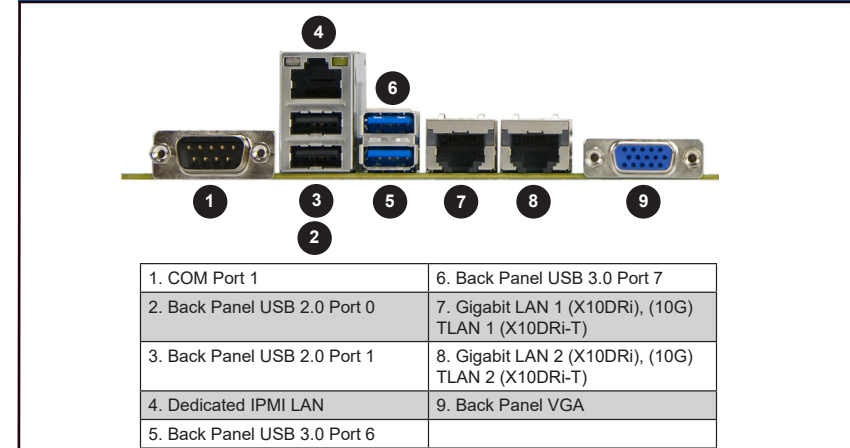 4
6
1
3
5
7
8
9
2
1. COM Port 1
6. Back Panel USB 3.0 Port 7
2. Back Panel USB 2.0 Port 0
7. Gigabit LAN 1 (X10DRi), (10G)
TLAN 1 (X10DRi-T)
3. Back Panel USB 2.0 Port 1
8. Gigabit LAN 2 (X10DRi), (10G)
TLAN 2 (X10DRi-T)
4. Dedicated IPMI LAN
9. Back Panel VGA
5. Back Panel USB 3.0 Port 6